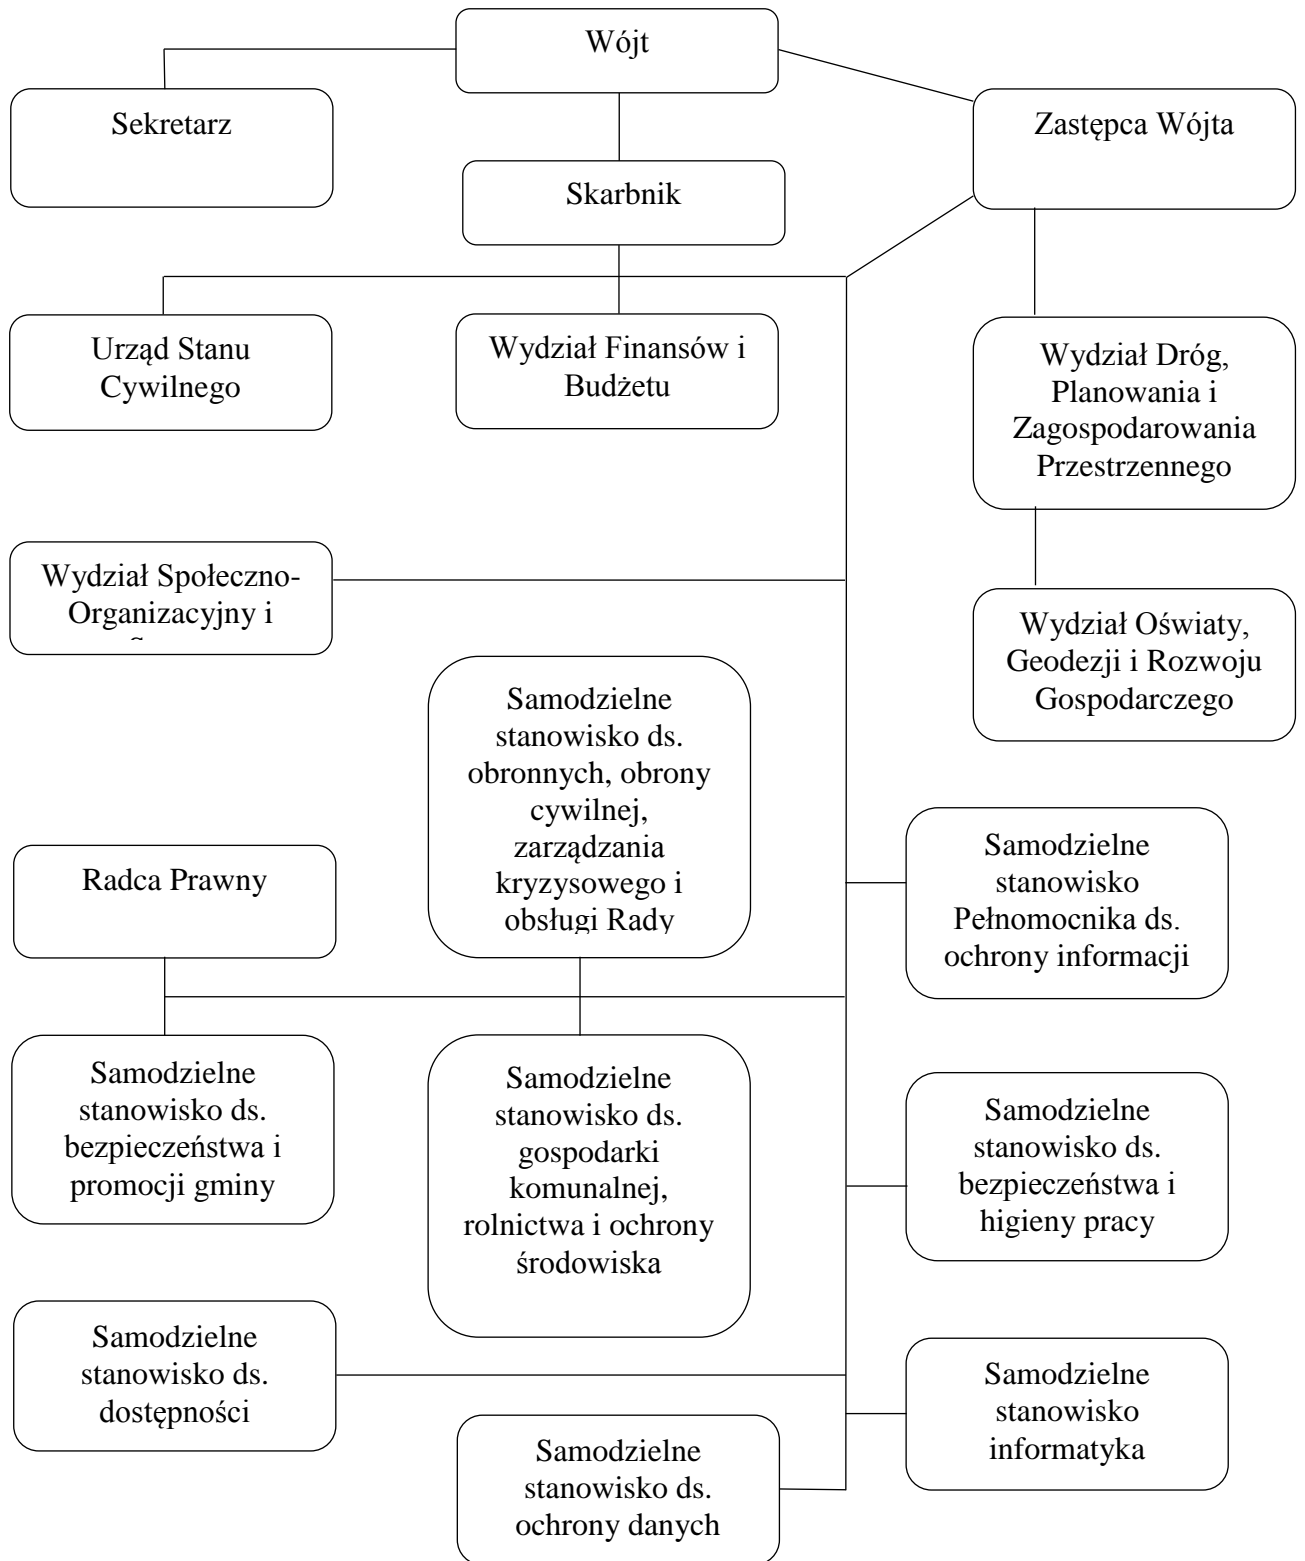 Wójt
Sekretarz
Zastępca Wójta
Skarbnik
Urząd Stanu
Cywilnego
Wydział Finansów i
Budżetu
Wydział Dróg,
Planowania i
Zagospodarowania
Przestrzennego
Wydział Społeczno-
Organizacyjny i
Wydział Oświaty,
Geodezji i Rozwoju
Gospodarczego
Samodzielne
stanowisko ds.
obronnych, obrony
cywilnej,
zarządzania
kryzysowego i
obsługi Rady
Radca Prawny
Samodzielne
stanowisko
Pełnomocnika ds.
ochrony informacji
Samodzielne
stanowisko ds.
bezpieczeństwa i
promocji gminy
Samodzielne
stanowisko ds.
gospodarki
komunalnej,
rolnictwa i ochrony
środowiska
Samodzielne
stanowisko ds.
bezpieczeństwa i
higieny pracy
Samodzielne
stanowisko ds.
dostępności
Samodzielne
stanowisko
informatyka
Samodzielne
stanowisko ds.
ochrony danych